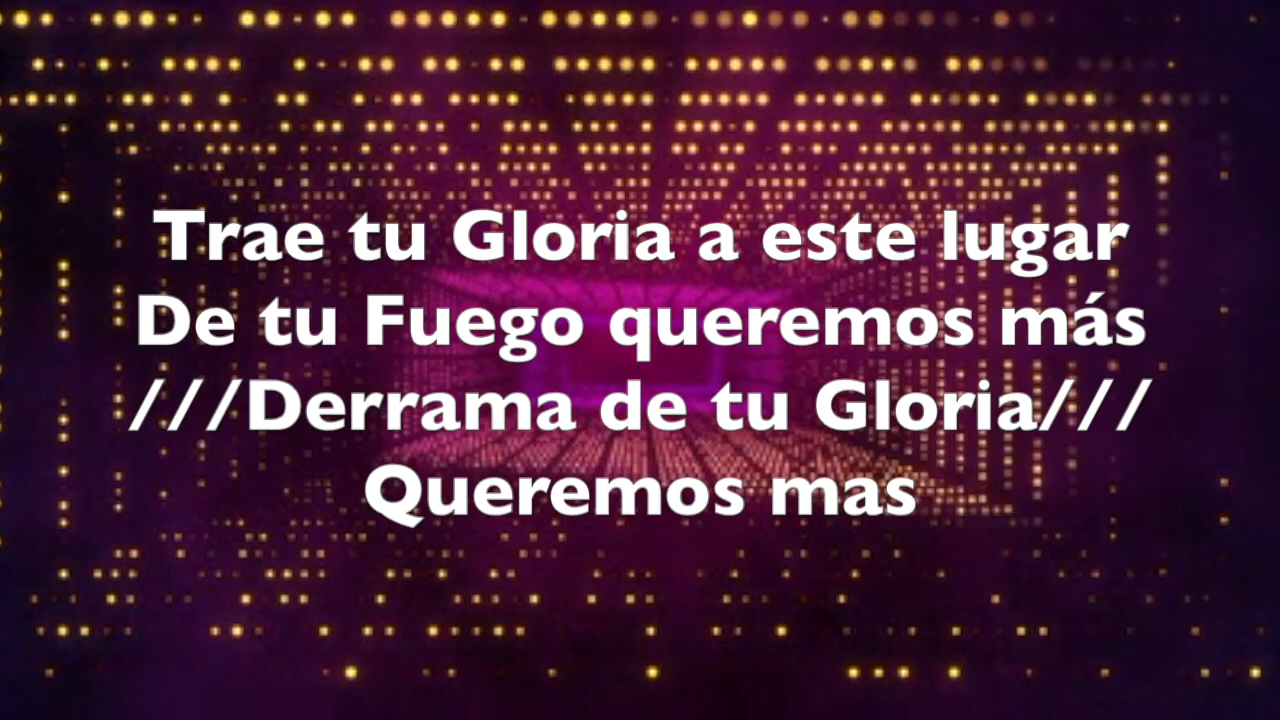 Trae tu Gloria a este lugar
De tu Fuego queremos más
///Derrama de tu Gloria///
Queremos mas